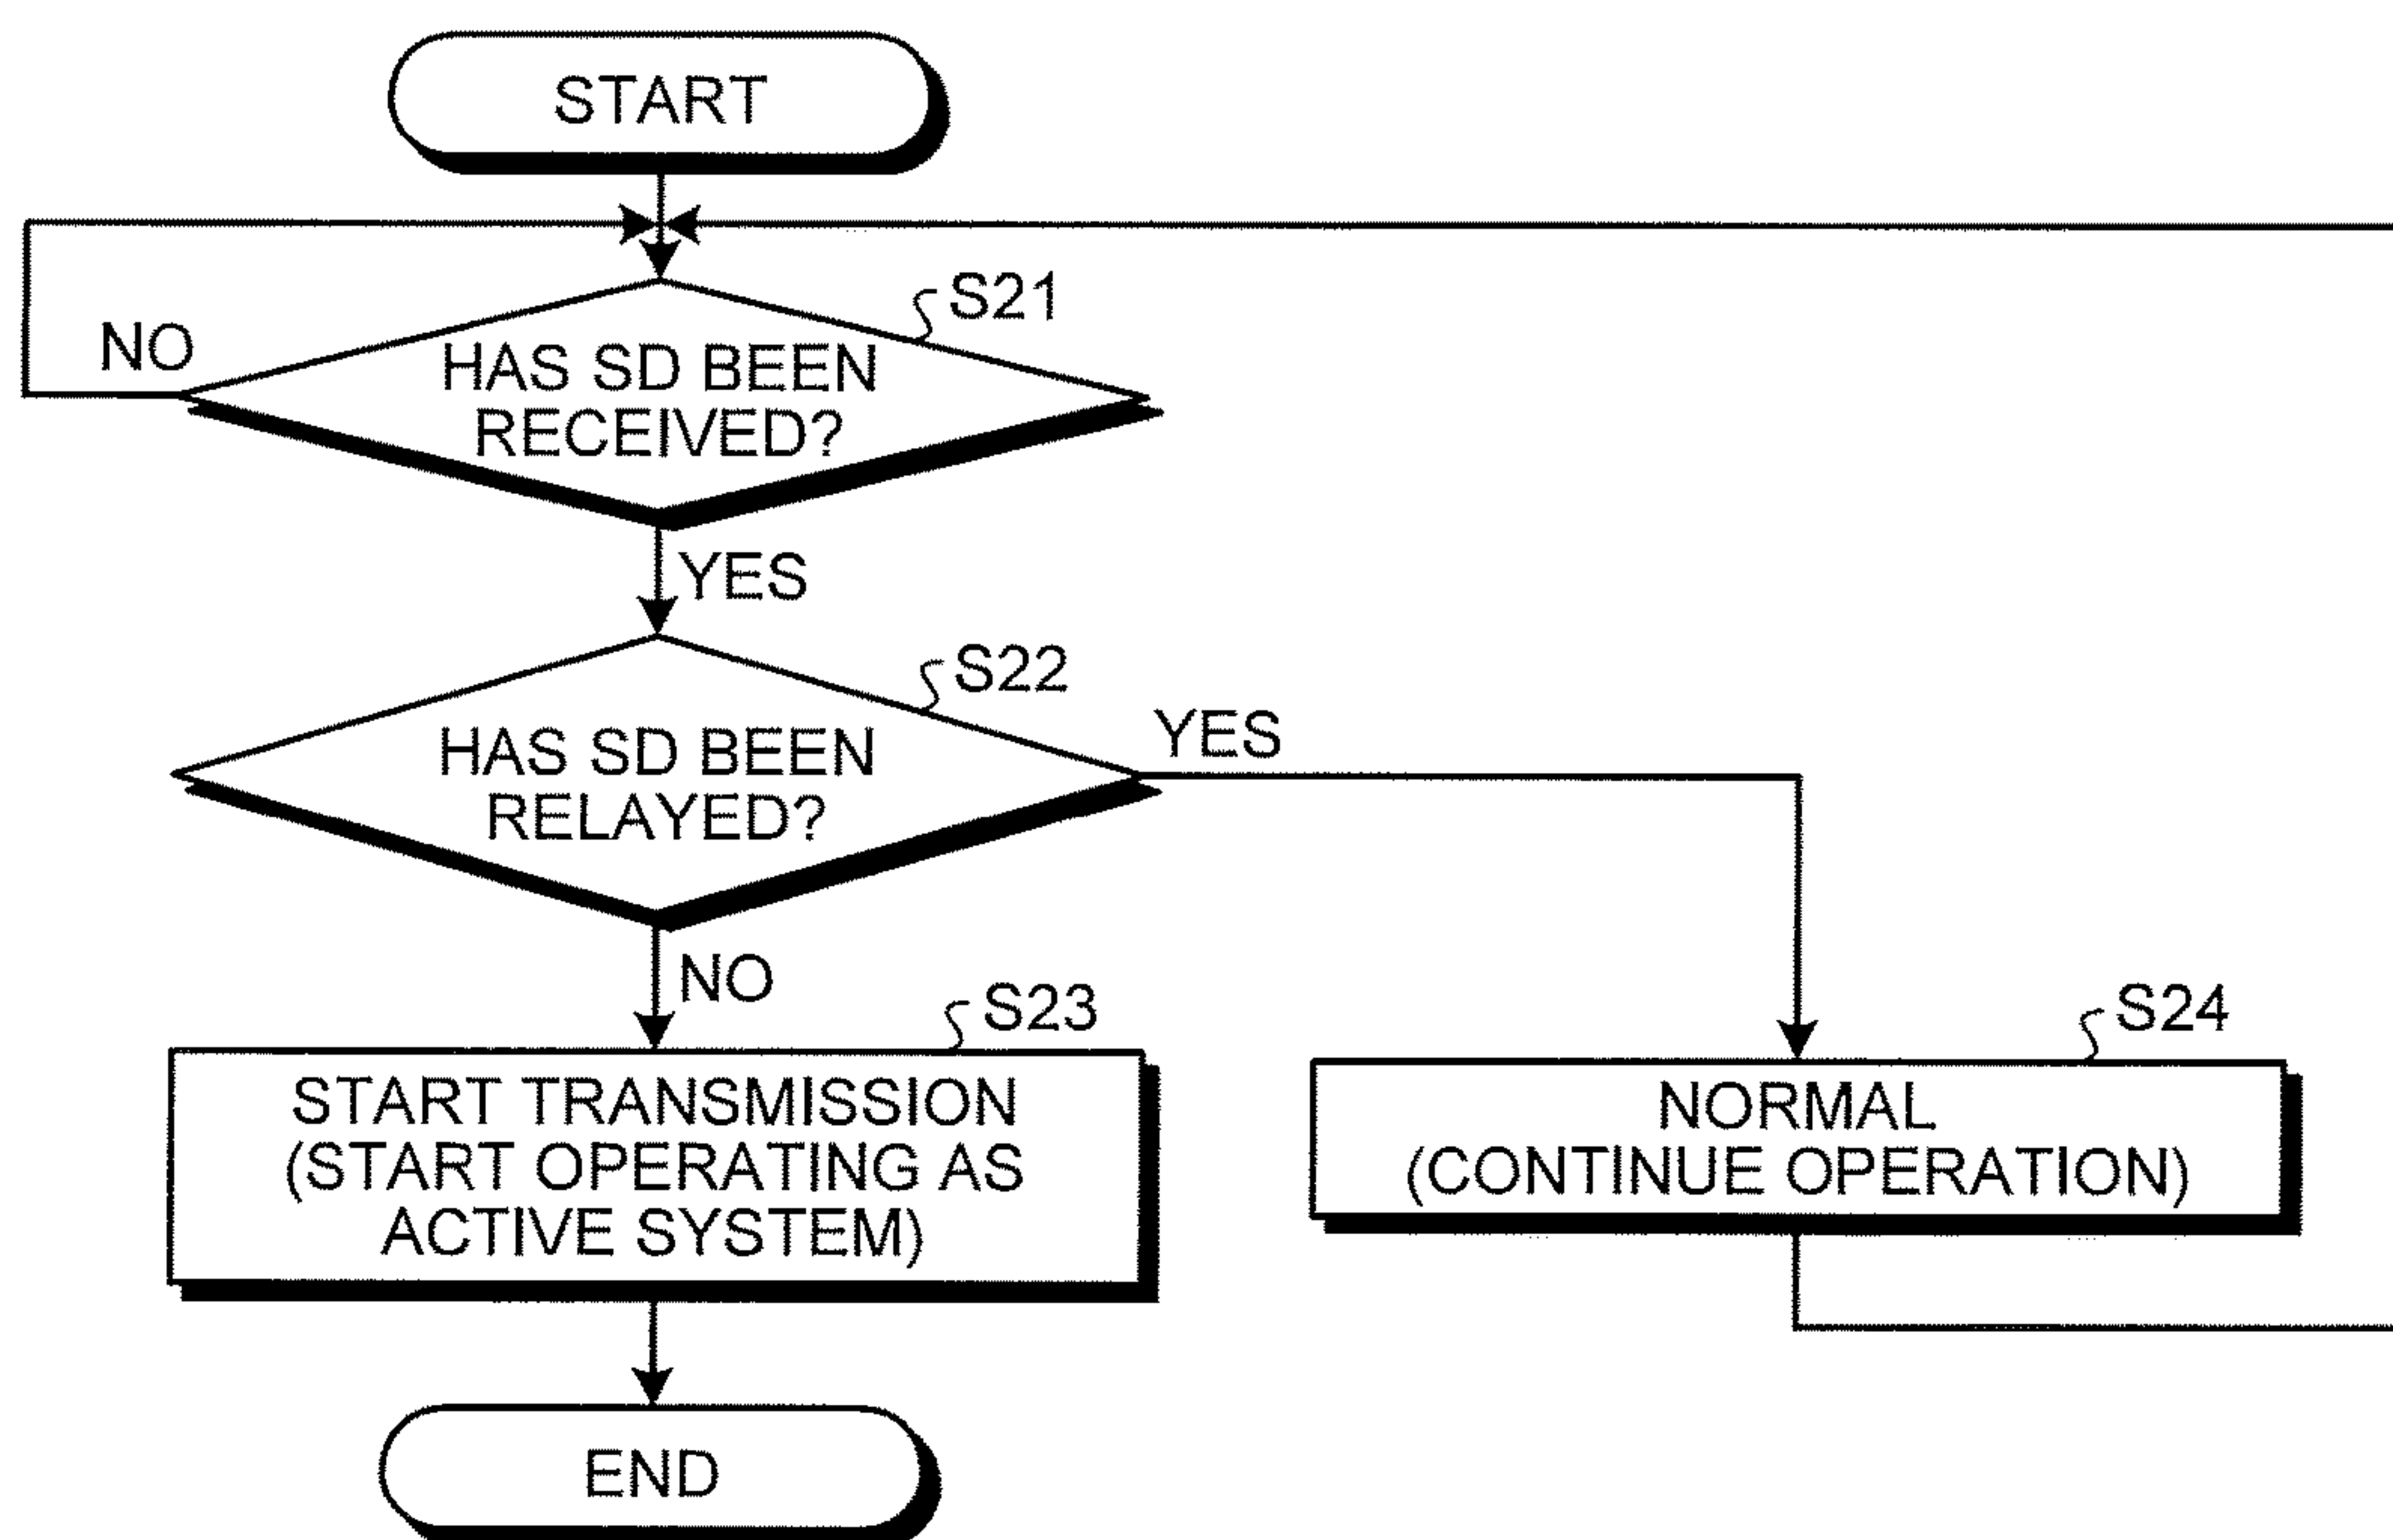 START
S21
NO
HAS SD BEEN
RECEIVED?
YES
S22
HAS SD BEEN
RELAYED?
YES
NO
S23
START TRANSMISSION
(START OPERATING AS
ACTIVE SYSTEM)
S24
NORMAL
(CONTINUE OPERATION)
END